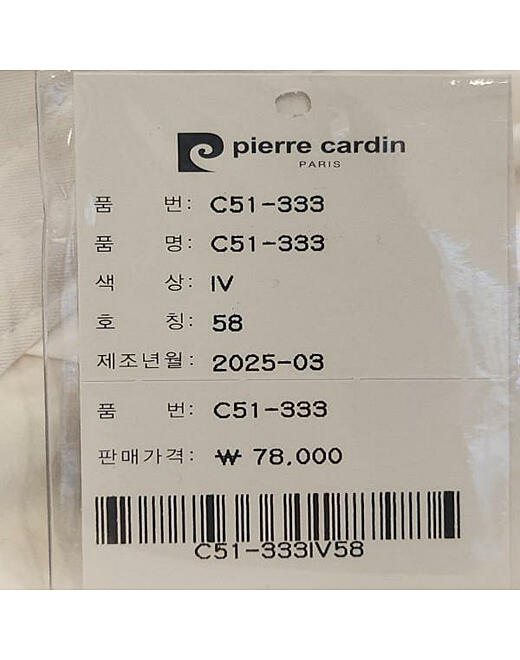 pierre cardin
PARIS
품 번: C51-333
품 명: C51-333
색 상: IV
호 칭: 58
제조년월: 2025-03
품 번: C51-333
판매가격: ₩ 78,000
C51-333IV58